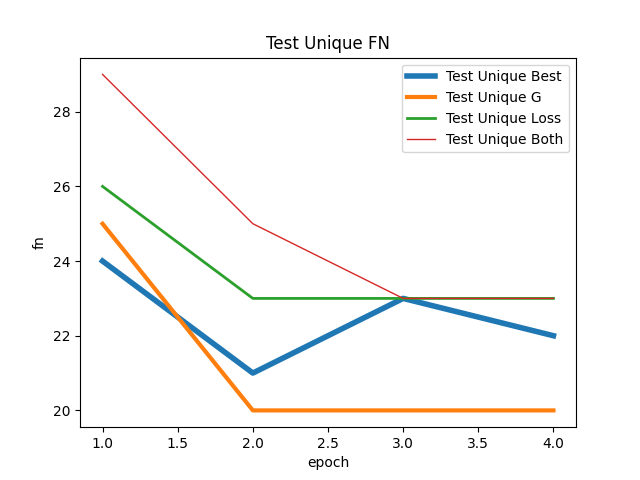 Test Unique FN
Test Unique Best
Test Unique G
Test Unique Loss
Test Unique Both
28
26
24
22
20
fn
1.0 1.5 2.0 2.5 3.0 3.5 4.0
epoch